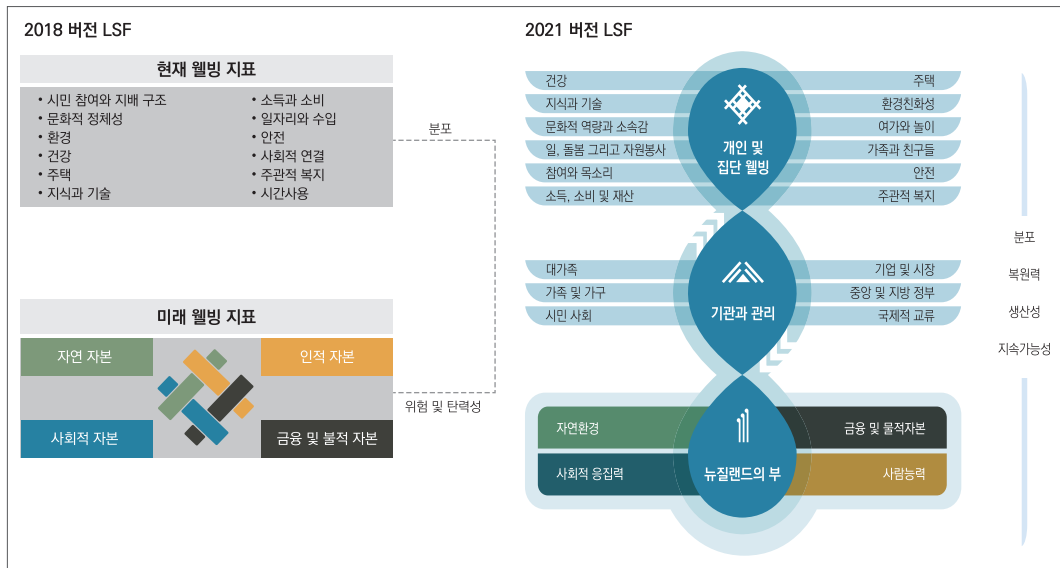 2018 버전 LSF
현재 웰빙 지표
• 시민 참여와 지배 구조
• 문화적 정체성
• 환경
• 건강
• 주택
• 지식과 기술
• 소득과 소비
• 일자리와 수입
• 안전
• 사회적 연결
• 주관적 복지
• 시간사용
분포
미래 웰빙 지표
자연 자본
인적 자본
사회적 자본
금융 및 불적 자본
위험 및 탄력성
2021 버전 LSF
건강
지식과 기술
문화적 역량과 소속감
일, 돌봄 그리고 자원봉사
참여와 목소리
소득, 소비 및 재산
개인 및
집단 웰빙
주택
환경친화성
여가와 놀이
가족과 친구들
안전
주관적 복지
대가족
가족 및 가구
시민 사회
기관과 관리
기업 및 시장
중앙 및 지방 정부
국제적 교류
자연환경
사회적 응집력
뉴질랜드의 부
금융 및 물적자본
사람능력
분포
복원력
생산성
지속가능성